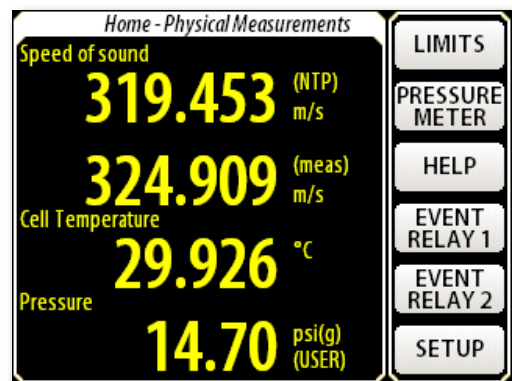 Home - Physical Measurements
Speed of sound
319.453 (NTP) m/s
324.909 (meas) m/s
Cell Temperature
29.926 °C
Pressure
14.70 psi(g) (USER)
LIMITS
PRESSURE
METER
HELP
EVENT
RELAY 1
EVENT
RELAY 2
SETUP